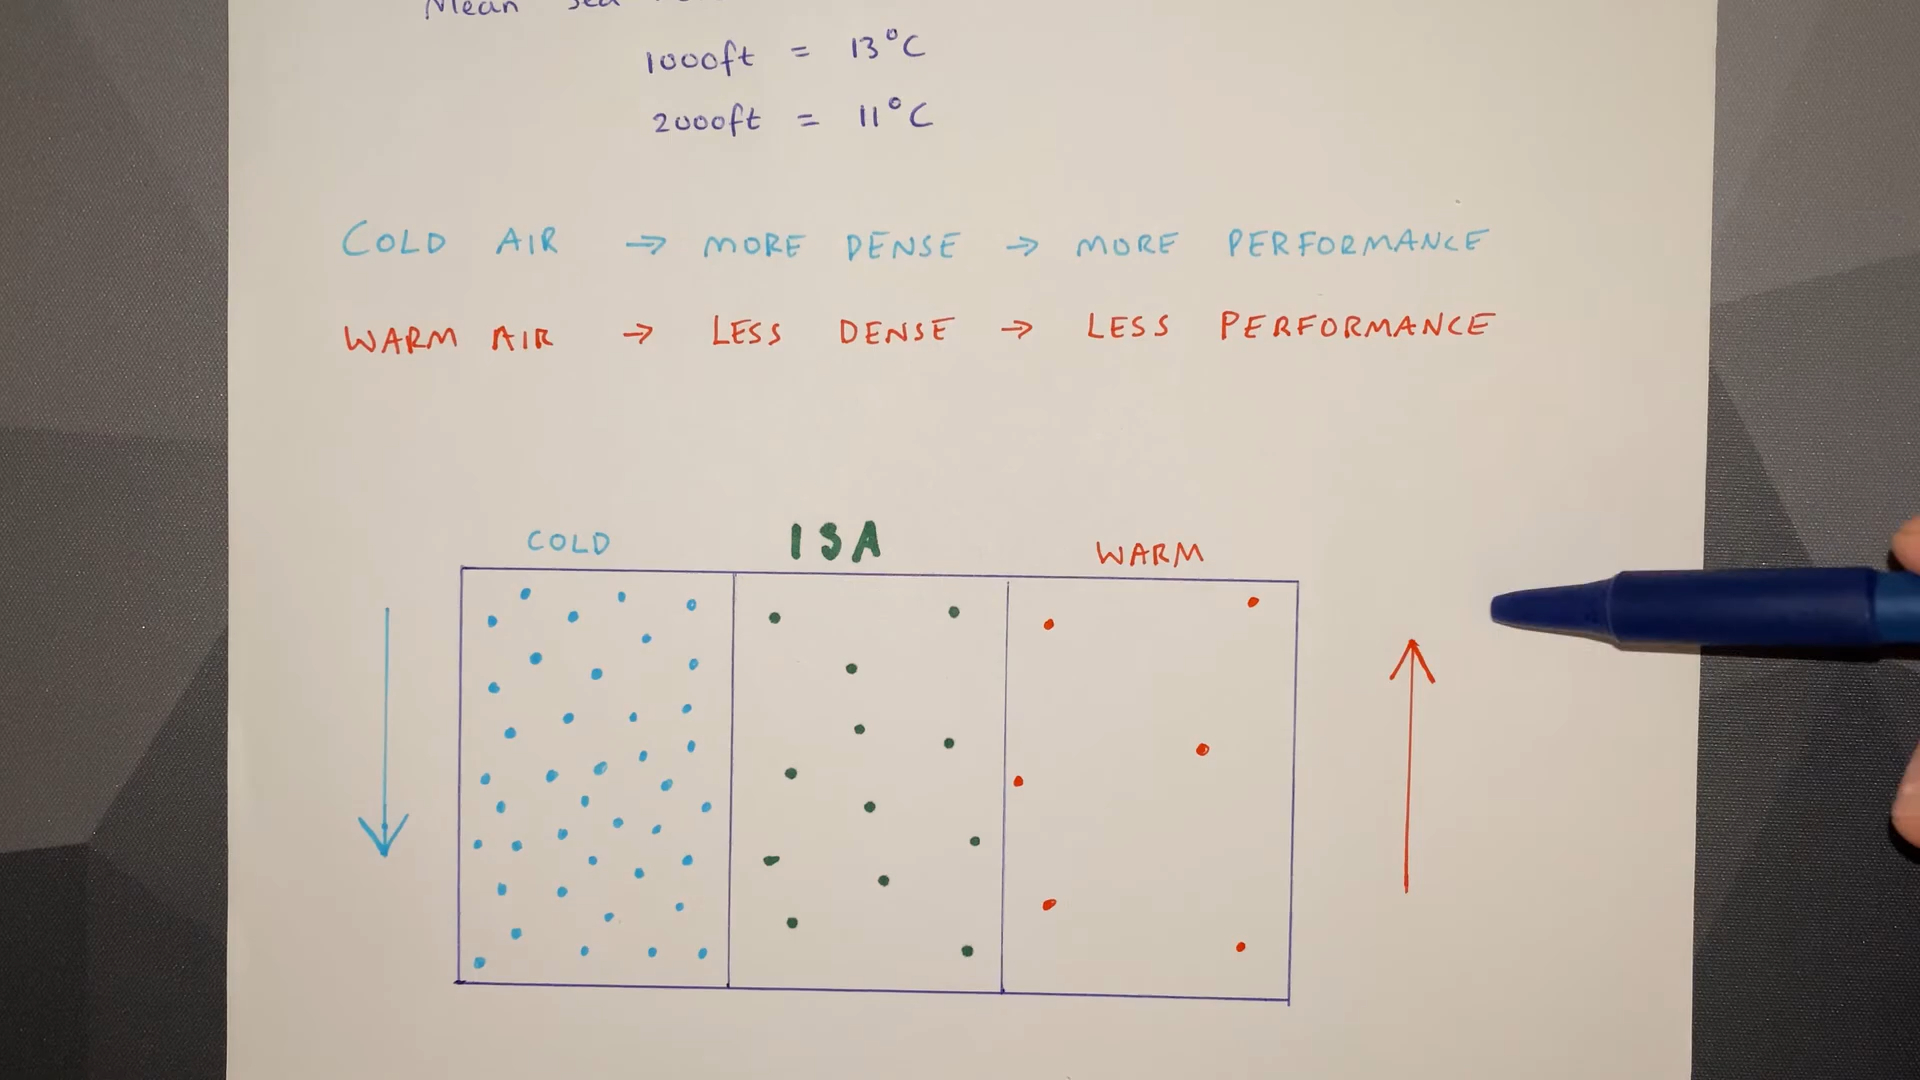 Mean
1000ft = 13°C
2000ft = 11°C
COLD AIR → MORE DENSE → MORE PERFORMANCE
WARM AIR → LESS DENSE → LESS PERFORMANCE
COLD ISA WARM